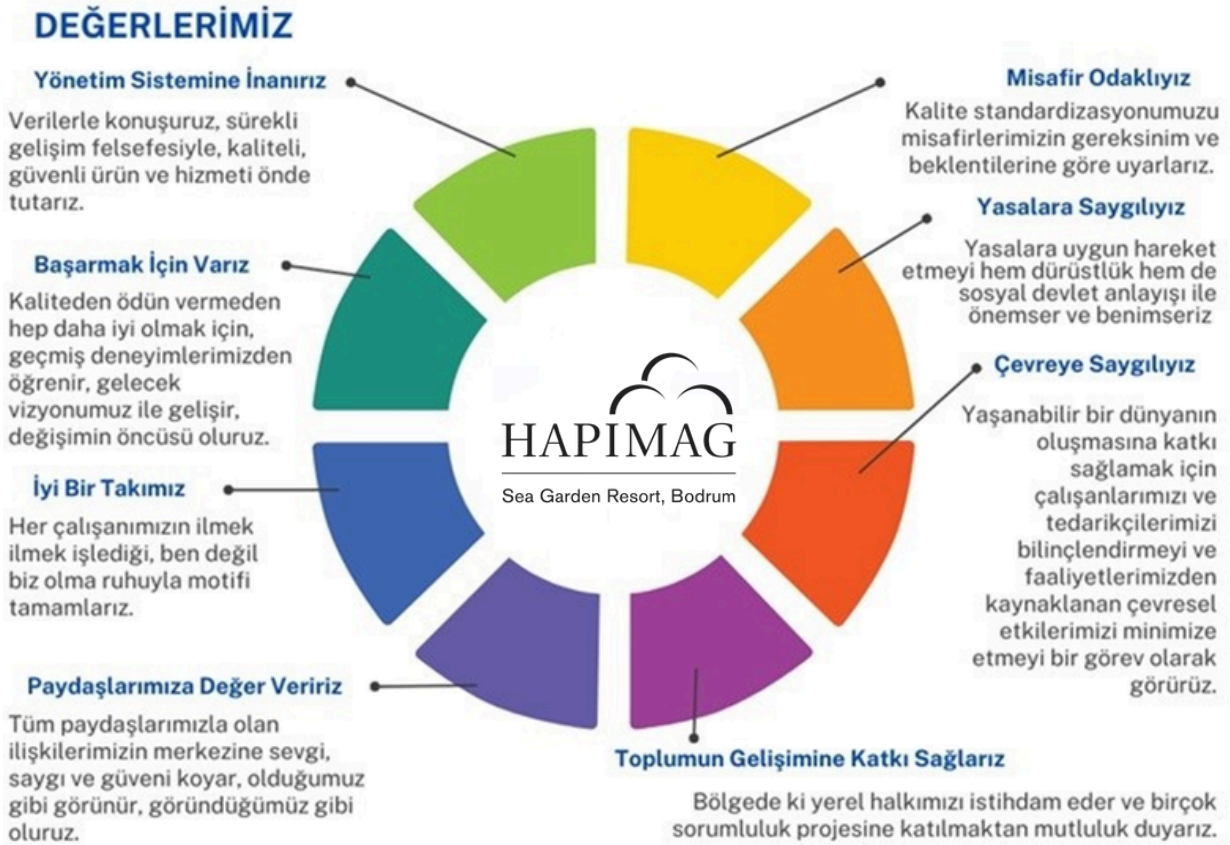 DEĞERLERİMİZ
Yönetim Sistemine İnanırız
Verilerle konuşuruz, sürekli
gelişim felsefesiyle, kaliteli,
güvenli ürün ve hizmeti önde
tutarız.
Başarmak İçin Varız
Kaliteden ödün vermeden
hep daha iyi olmak için,
geçmiş deneyimlerimizden
öğrenir, gelecek
vizyonumuz ile gelişir,
değişimin öncüsü oluruz.
İyi Bir Takımız
Her çalışanımızın ilmek
ilmek işlediği, ben değil
biz olma ruhuyla motifi
tamamlarız.
Paydaşlarımıza Değer Veririz
Tüm paydaşlarımızla olan
ilişkilerimizin merkezine sevgi,
saygı ve güveni koyar, olduğumuz
gibi görünür, göründüğümüz gibi
oluruz.
HAPIMAG
Sea Garden Resort, Bodrum
Misafir Odaklıyız
Kalite standardizasyonumuzu
misafirlerimizin gereksinim ve
beklentilerine göre uyarlarız.
Yasalara Saygılıyız
Yasalara uygun hareket
etmeyi hem dürüstlük hem de
sosyal devlet anlayışı ile
önemser ve benimseriz
Çevreye Saygılıyız
Yaşanabilir bir dünyanın
oluşmasına katkı
sağlamak için
çalışanlarımızı ve
tedarikçilerimizi
bilinçlendirmeyi ve
faaliyetlerimizden
kaynaklanan çevresel
etkilerimizi minimize
etmeyi bir görev olarak
görürüz.
Toplumun Gelişimine Katkı Sağlarız
Bölgede ki yerel halkımızı istihdam eder ve birçok
sorumluluk projesine katılmaktan mutluluk duyarız.